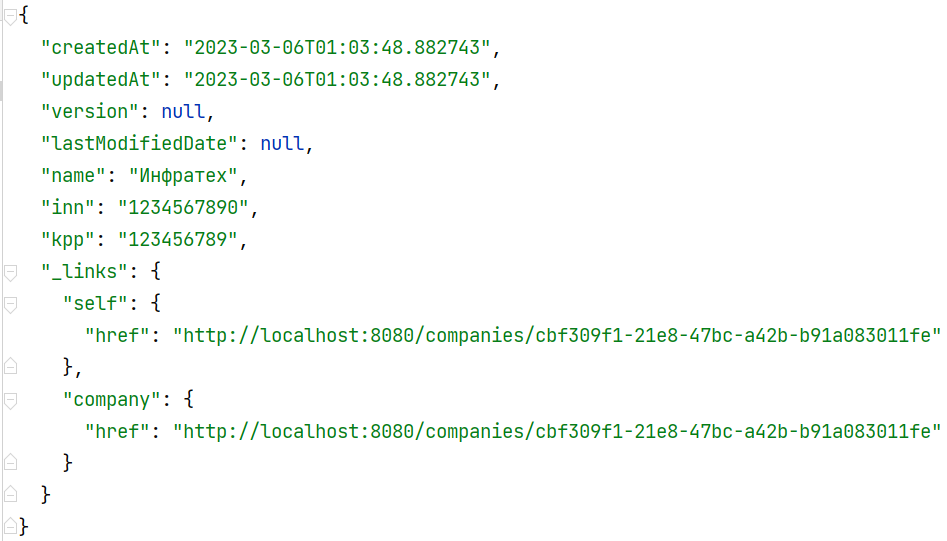 {
  "createdAt": "2023-03-06T01:03:48.882743",
  "updatedAt": "2023-03-06T01:03:48.882743",
  "version": null,
  "lastModifiedDate": null,
  "name": "Инфратех",
  "inn": "1234567890",
  "kpp": "123456789",
  "_links": {
    "self": {
      "href": "http://localhost:8080/companies/cbf309f1-21e8-47bc-a42b-b91a083011fe"
    },
    "company": {
      "href": "http://localhost:8080/companies/cbf309f1-21e8-47bc-a42b-b91a083011fe"
    }
  }
}